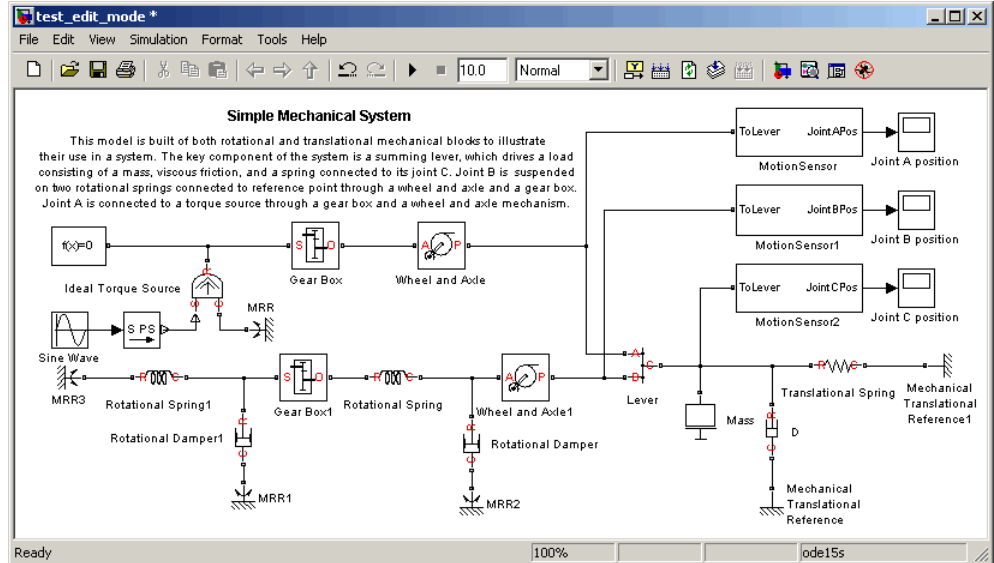 test_edit_mode *
File Edit View Simulation Format Tools Help
10.0 Normal
Simple Mechanical System
This model is built of both rotational and translational mechanical blocks to illustrate
their use in a system. The key component of the system is a summing lever, which drives a load
consisting of a mass, viscous friction, and a spring connected to its joint C. Joint B is suspended
on two rotational springs connected to reference point through a wheel and axle and a gear box.
Joint A is connected to a torque source through a gear box and a wheel and axle mechanism.
ToLever JointAPos
MotionSensor
Joint A position
ToLever JointBPos
MotionSensor1
Joint B position
ToLever JointCPos
MotionSensor2
Joint C position
f(x)=0
S O
Gear Box
A P
Wheel and Axle
Ideal Torque Source
R
S C
MRR
Sine Wave
S PS
MRR3
R C
Rotational Spring1
S O
Gear Box1
R C
Rotational Spring
A P
Wheel and Axle1
A
B
C
Lever
Mass
R C
Translational Spring
Mechanical
Translational
Reference1
Rotational Damper1
R
C
MRR1
Rotational Damper
R
C
MRR2
D
R
C
Mechanical
Translational
Reference
Ready 100% ode15s